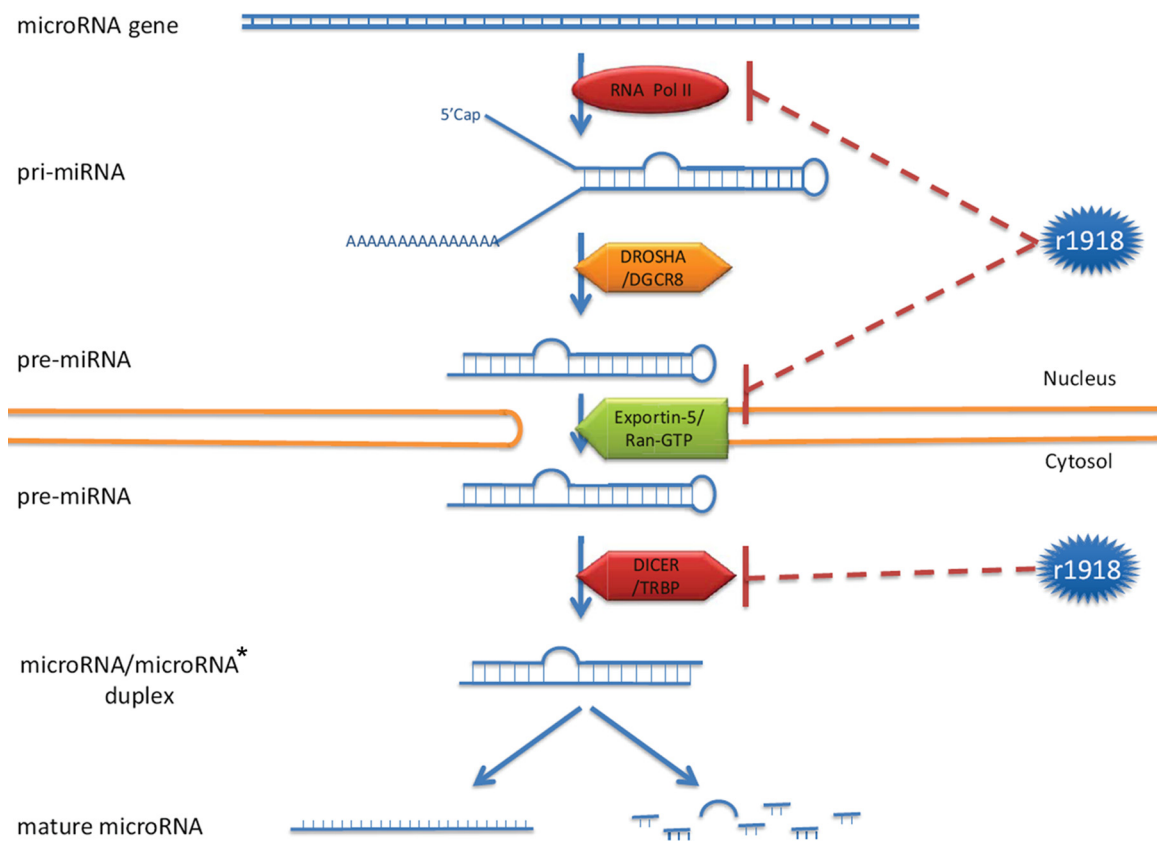 microRNA gene
RNA Pol II
5'Cap
pri-miRNA
r1918
AAAAAAAAAAAAAAA
DROSHA
/DGCR8
pre-miRNA
Nucleus
Exportin-5/
Ran-GTP
Cytosol
pre-miRNA
DICER
/TRBP
r1918
microRNA/microRNA*
duplex
mature microRNA